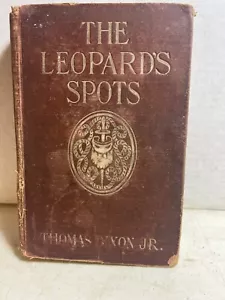 THE
LEOPARD'S
SPOTS
THOMAS DIXON JR.